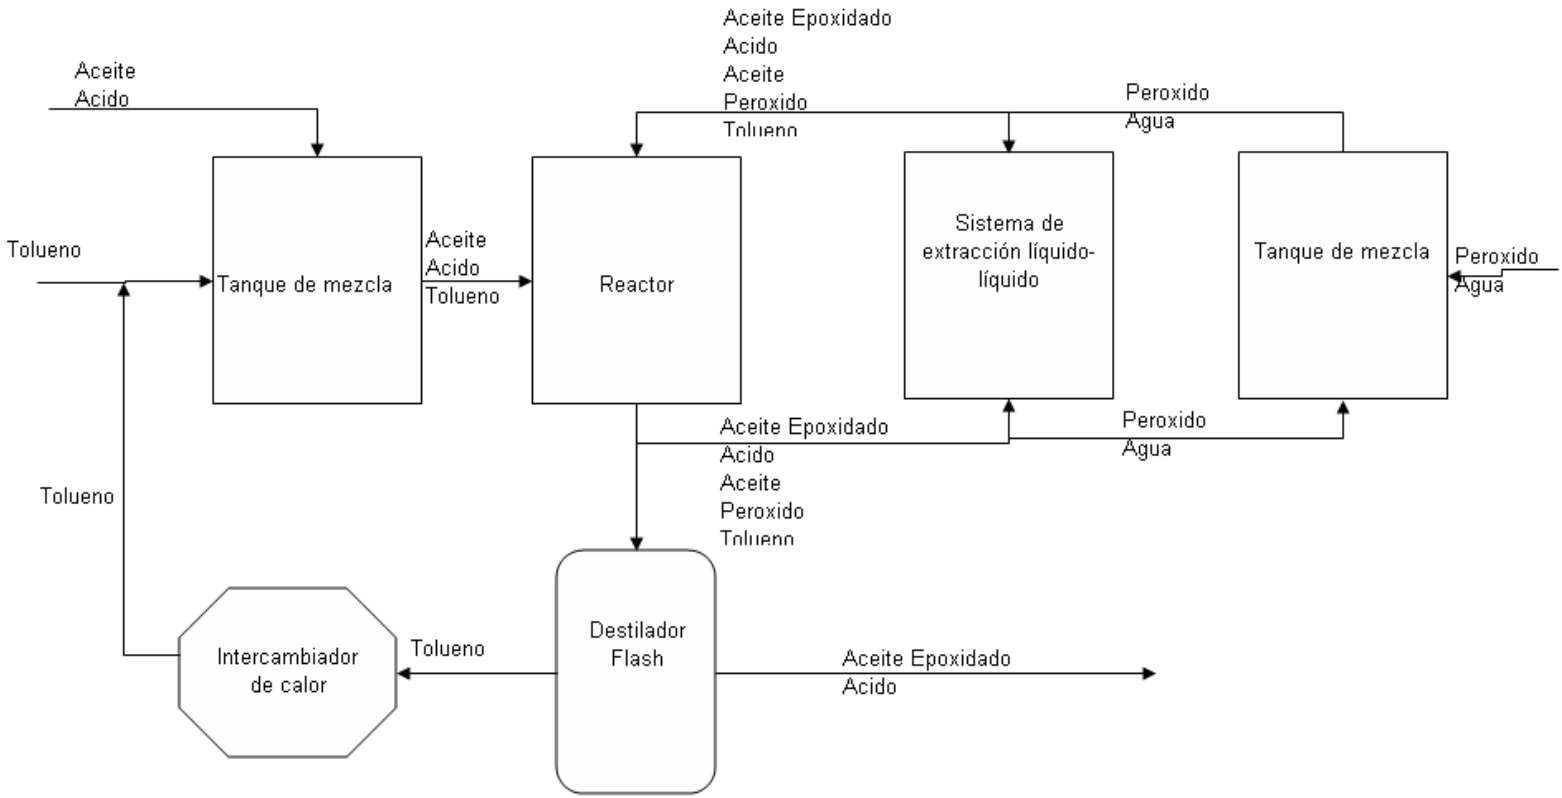 Aceite Epoxidado
Acido
Aceite
Peroxido
Tolueno
Aceite
Acido
Peroxido
Agua
Tolueno
Aceite
Acido
Tolueno
Tanque de mezcla
Reactor
Sistema de
extracción líquido-
líquido
Tanque de mezcla
Peroxido
Agua
Aceite Epoxidado
Acido
Aceite
Peroxido
Tolueno
Peroxido
Agua
Tolueno
Intercambiador
de calor
Tolueno
Destilador
Flash
Aceite Epoxidado
Acido